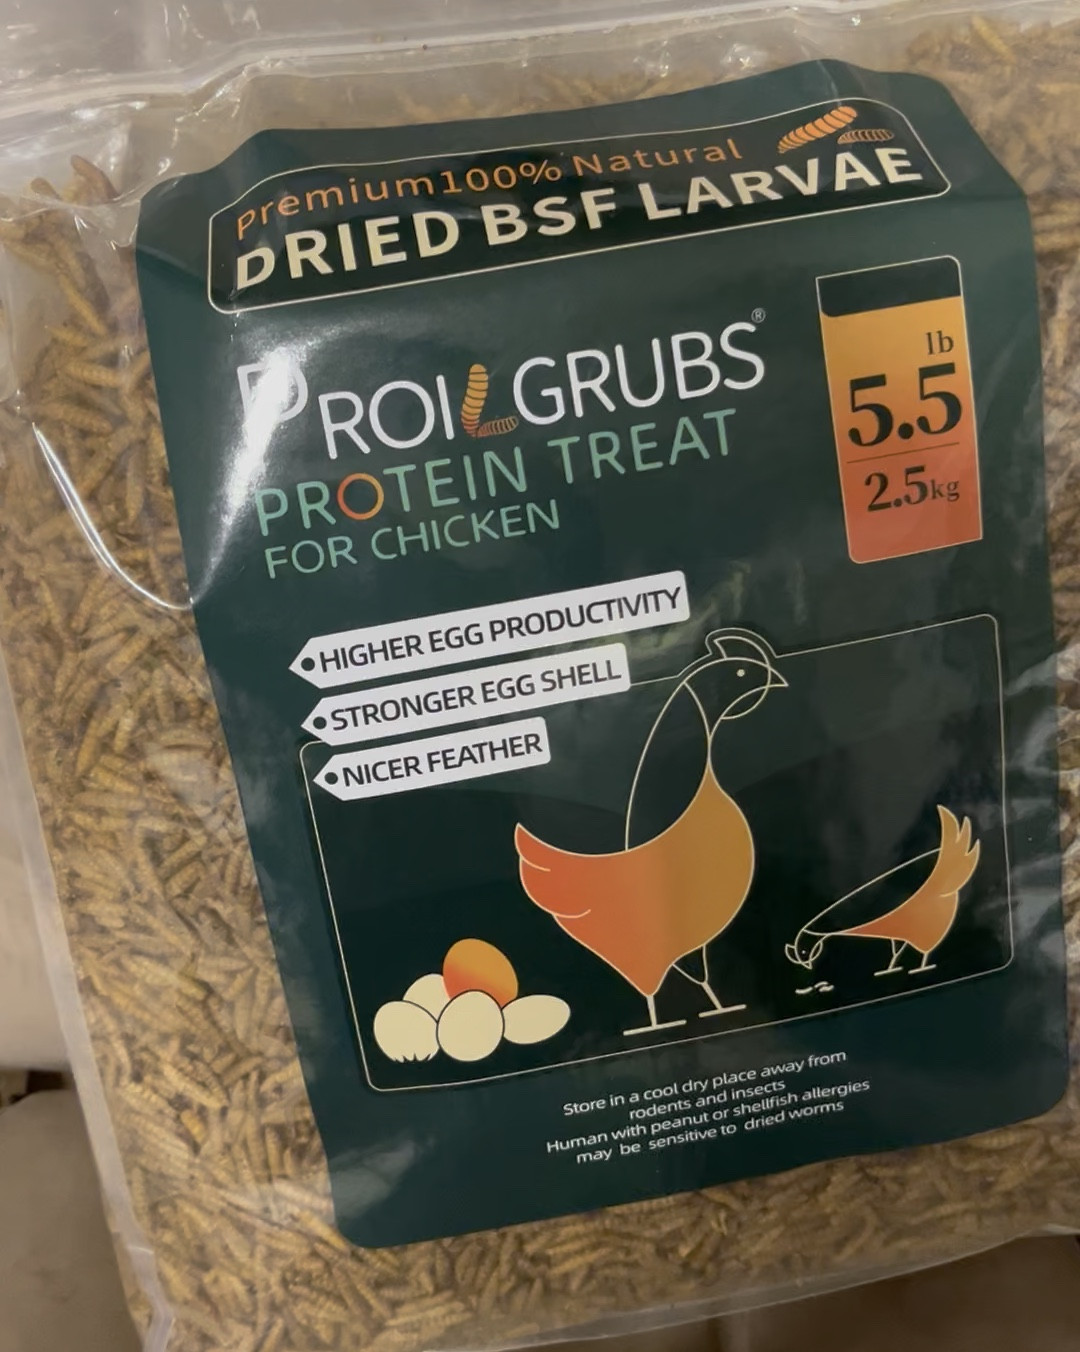 Premium100% Natural
DRIED BSF LARVAE
PROILGRUBS®
PROTEIN TREAT
FOR CHICKEN
lb
5.5
2.5kg
•HIGHER EGG PRODUCTIVITY
•STRONGER EGG SHELL
•NICER FEATHER
Store in a cool dry place away from
rodents and insects
Human with peanut or shellfish allergies
may be sensitive to dried worms